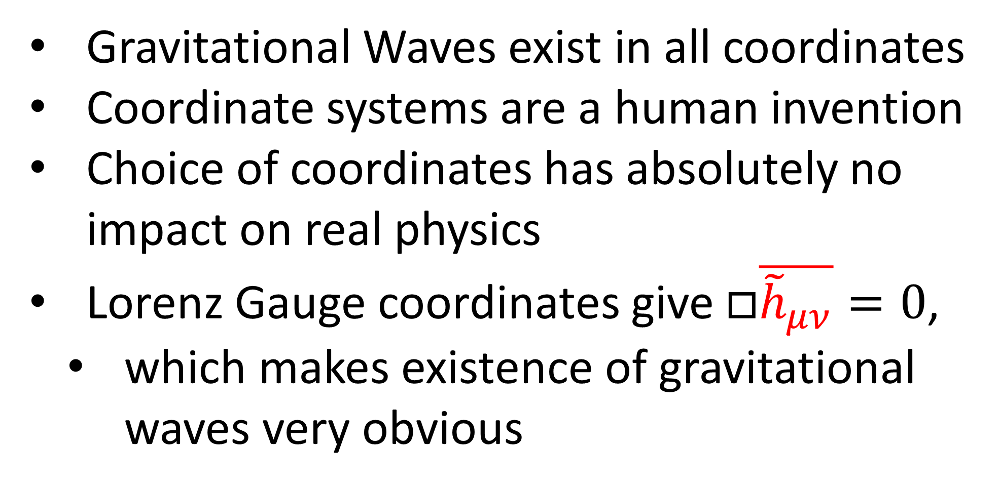 • Gravitational Waves exist in all coordinates
• Coordinate systems are a human invention
• Choice of coordinates has absolutely no
impact on real physics
• Lorenz Gauge coordinates give $\square\overline{\tilde{h}_{\mu\nu}} = 0$,
• which makes existence of gravitational
waves very obvious